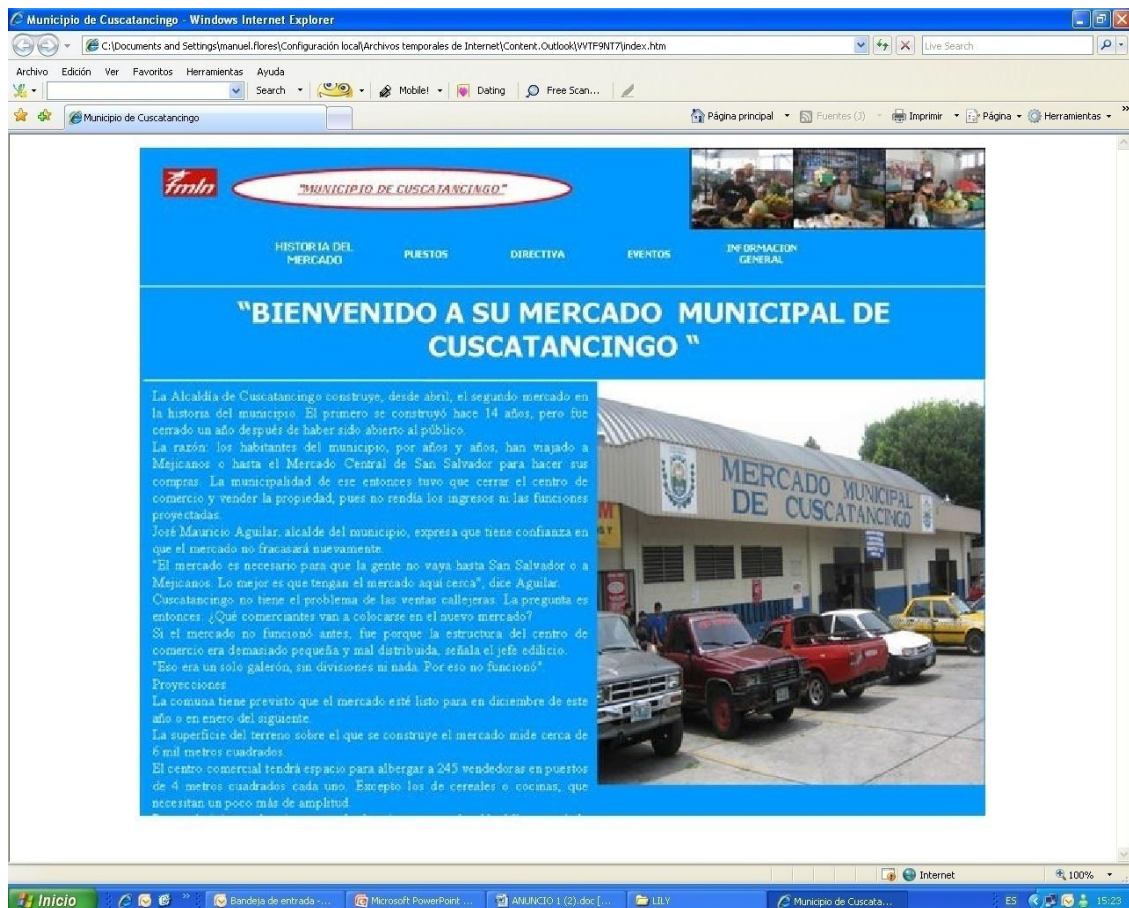 Municipio de Cuscatancingo - Windows Internet Explorer
C:\Documents and Settings\manuel.flores\Configuración local\Archivos temporales de Internet\Content.Outlook\VVTF9NT7\index.htm
Live Search
Archivo Edición Ver Favoritos Herramientas Ayuda
Search Mobile! Dating Free Scan...
Municipio de Cuscatancingo
Página principal Fuentes (J) Imprimir Página Herramientas
fmln
"MUNICIPIO DE CUSCATANCINGO"
HISTORIA DEL MERCADO
PUESTOS
DIRECTIVA
EVENTOS
INFORMACION GENERAL
"BIENVENIDO A SU MERCADO MUNICIPAL DE
CUSCATANCINGO "
La Alcaldía de Cuscatancingo construye, desde abril, el segundo mercado en
la historia del municipio. El primero se construyó hace 14 años, pero fue
cerrado un año después de haber sido abierto al público.
La razón: los habitantes del municipio, por años y años, han viajado a
Mejicanos o hasta el Mercado Central de San Salvador para hacer sus
compras. La municipalidad de ese entonces tuvo que cerrar el centro de
comercio y vender la propiedad, pues no rendía los ingresos ni las funciones
proyectadas.
José Mauricio Aguilar, alcalde del municipio, expresa que tiene confianza en
que el mercado no fracasará nuevamente.
"El mercado es necesario para que la gente no vaya hasta San Salvador o a
Mejicanos. Lo mejor es que tengan el mercado aquí cerca", dice Aguilar.
Cuscatancingo no tiene el problema de las ventas callejeras. La pregunta es
entonces: ¿Qué comerciantes van a colocarse en el nuevo mercado?
Si el mercado no funcionó antes, fue porque la estructura del centro de
comercio era demasiado pequeña y mal distribuida, señala el jefe edilicio.
"Eso era un solo galerón, sin divisiones ni nada. Por eso no funcionó".
Proyecciones
La comuna tiene previsto que el mercado esté listo para en diciembre de este
año o en enero del siguiente.
La superficie del terreno sobre el que se construye el mercado mide cerca de
6 mil metros cuadrados.
El centro comercial tendrá espacio para albergar a 245 vendedoras en puestos
de 4 metros cuadrados cada uno. Excepto los de cereales o cocinas, que
necesitan un poco más de amplitud.
MERCADO MUNICIPAL
DE CUSCATANCINGO
Internet
100%
Inicio
Bandeja de entrada -...
Microsoft PowerPoint ...
ANUNCIO 1 (2).doc [...
LILY
Municipio de Cuscata...
ES
15:23